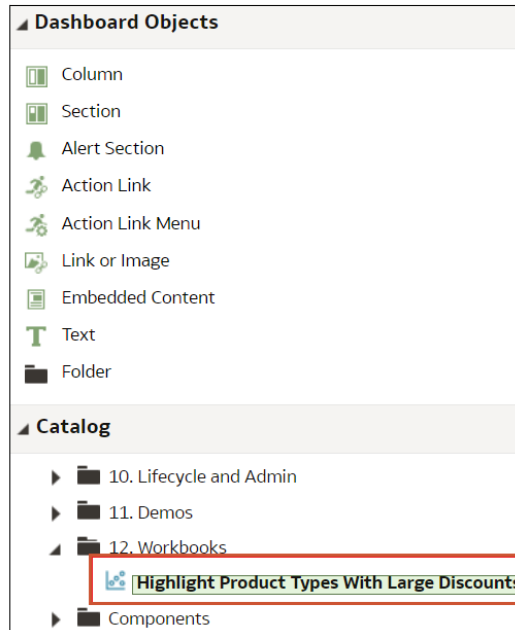 Dashboard Objects
Column
Section
Alert Section
Action Link
Action Link Menu
Link or Image
Embedded Content
Text
Folder
Catalog
10. Lifecycle and Admin
11. Demos
12. Workbooks
Highlight Product Types With Large Discounts
Components